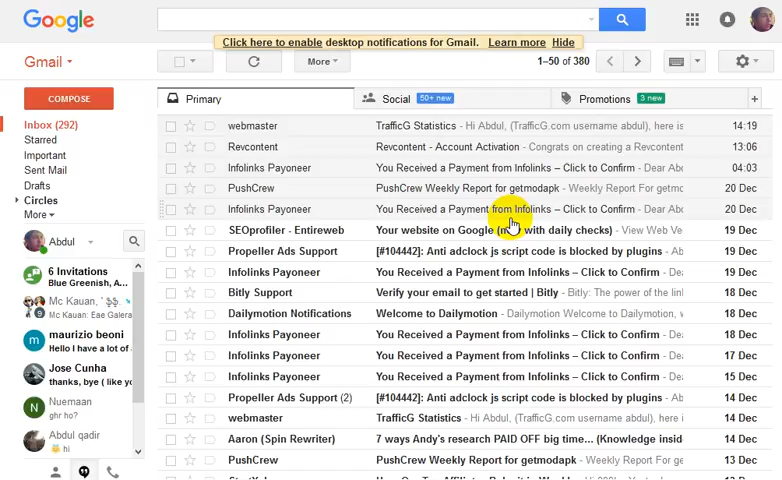 Google
Click here to enable desktop notifications for Gmail. Learn more Hide
Gmail
More
1–50 of 380
COMPOSE
Inbox (292)
Starred
Important
Sent Mail
Drafts
Circles
More
Abdul
6 Invitations
Blue Greenish, A...
Mc Kauan, '
Mc Kauan: Eae Galera
maurizio beoni
Hello I have a lot of
Jose Cunha
thanks, bye ( like yo
Nuemaan
ghr ho?
Abdul qadir
hi
Primary
Social 50+ new
Promotions 3 new
+
webmaster TrafficG Statistics - Hi Abdul, (TrafficG.com username abdul), here is 14:19
Revcontent Revcontent - Account Activation - Congrats on creating a Revcontent 13:06
Infolinks Payoneer You Received a Payment from Infolinks – Click to Confirm - Dear Abd 04:03
PushCrew PushCrew Weekly Report for getmodapk - Weekly Report For getmo 20 Dec
Infolinks Payoneer You Received a Payment from Infolinks – Click to Confirm - Dear Abd 20 Dec
SEOprofiler - Entireweb Your website on Google (now with daily checks) - View Web Ve 19 Dec
Propeller Ads Support [#104442]: Anti adclock js script code is blocked by plugins - Ab 19 Dec
Infolinks Payoneer You Received a Payment from Infolinks – Click to Confirm - Dea 19 Dec
Bitly Support Verify your email to get started | Bitly - Bitly: The power of the lin 18 Dec
Dailymotion Notifications Welcome to Dailymotion - Dailymotion Welcome to Dailymotion, w 18 Dec
Infolinks Payoneer You Received a Payment from Infolinks – Click to Confirm - Dea 18 Dec
Infolinks Payoneer You Received a Payment from Infolinks – Click to Confirm - Dea 17 Dec
Infolinks Payoneer You Received a Payment from Infolinks – Click to Confirm - Dea 15 Dec
Propeller Ads Support (2) [#104442]: Anti adclock js script code is blocked by plugins - Ab 14 Dec
webmaster TrafficG Statistics - Hi Abdul, (TrafficG.com username abdul), here 14 Dec
Aaron (Spin Rewriter) 7 ways Andy's research PAID OFF big time... (Knowledge insid 14 Dec
PushCrew PushCrew Weekly Report for getmodapk - Weekly Report For ge 13 Dec